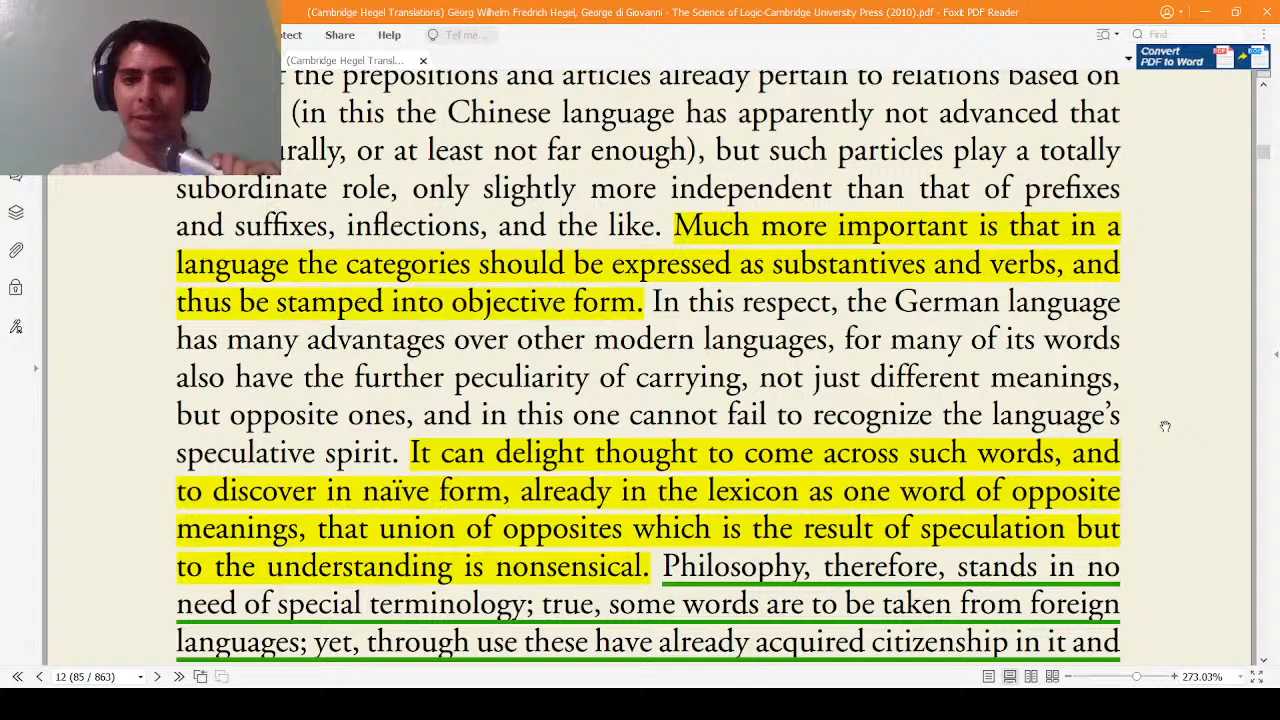 (Cambridge Hegel Translations) Georg Wilhelm Fredrich Hegel, George di Giovanni - The Science of Logic-Cambridge University Press (2010).pdf - Foxit PDF Reader
Share Help Tell me... Find
(Cambridge Hegel Transl...
Convert PDF to Word
the prepositions and articles already pertain to relations based on
(in this the Chinese language has apparently not advanced that
or at least not far enough), but such particles play a totally
subordinate role, only slightly more independent than that of prefixes
and suffixes, inflections, and the like. Much more important is that in a
language the categories should be expressed as substantives and verbs, and
thus be stamped into objective form. In this respect, the German language
has many advantages over other modern languages, for many of its words
also have the further peculiarity of carrying, not just different meanings,
but opposite ones, and in this one cannot fail to recognize the language's
speculative spirit. It can delight thought to come across such words, and
to discover in naïve form, already in the lexicon as one word of opposite
meanings, that union of opposites which is the result of speculation but
to the understanding is nonsensical. Philosophy, therefore, stands in no
need of special terminology; true, some words are to be taken from foreign
languages; yet, through use these have already acquired citizenship in it and
12 (85 / 863) 273.03%